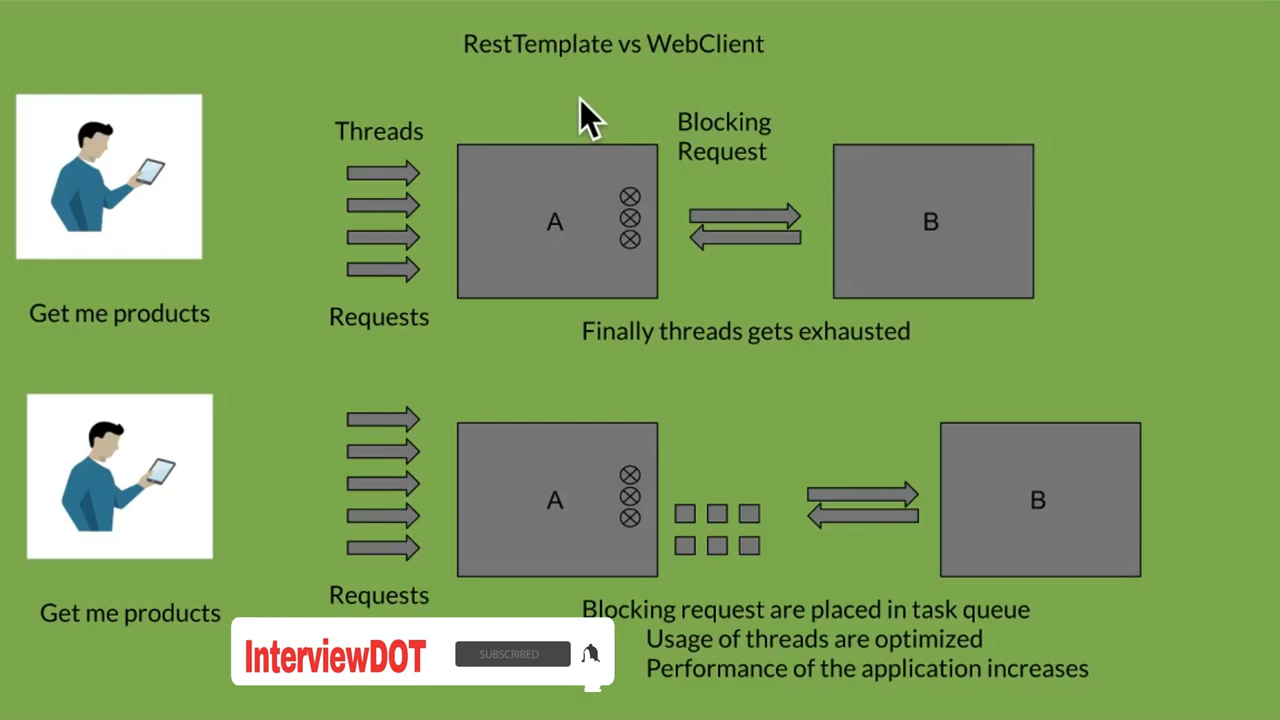 RestTemplate vs WebClient
Threads
Blocking
Request
A
B
Get me products
Requests
Finally threads gets exhausted
A
B
Get me products
Requests
Blocking request are placed in task queue
Usage of threads are optimized
Performance of the application increases
InterviewDOT
SUBSCRIBED